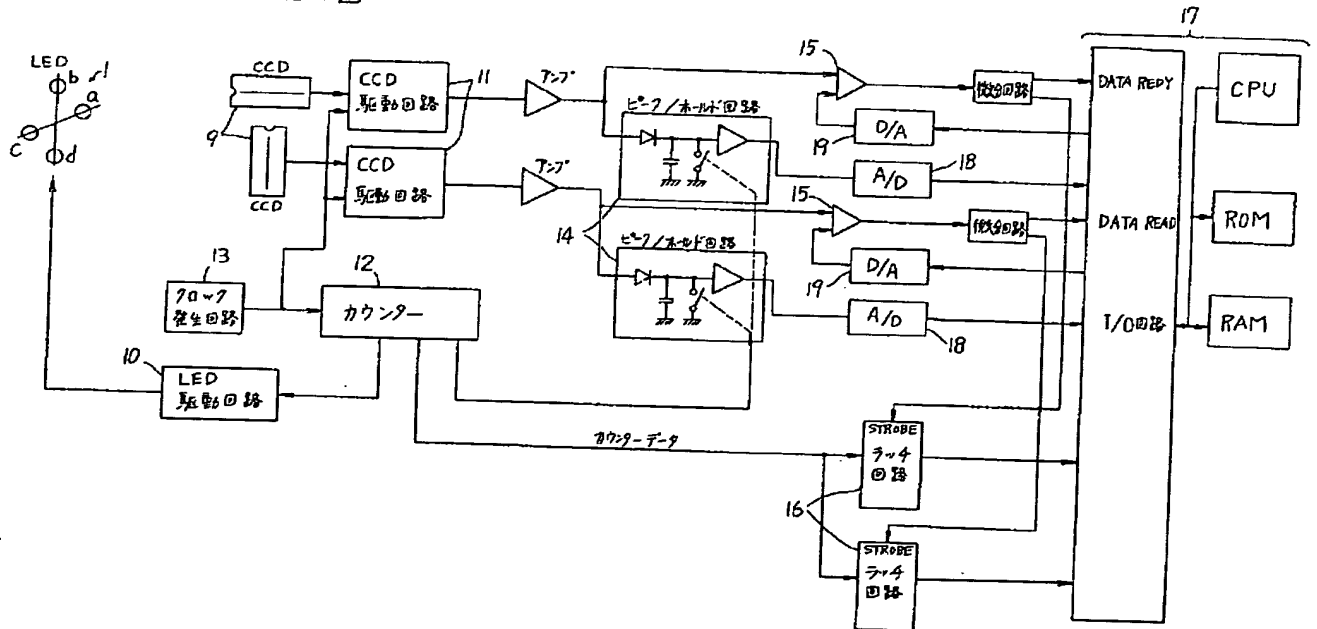 17
LED
b
1
a
c
d
CCD
9
CCD
CCD
駆動回路
11
CCD
駆動回路
アンプ
アンプ
ピーク/ホールド回路
14
ピーク/ホールド回路
15
微分回路
19
D/A
A/D
18
15
微分回路
19
D/A
A/D
18
DATA REDY
DATA READ
I/O回路
CPU
ROM
RAM
13
クロック
発生回路
12
カウンター
10
LED
駆動回路
カウンターデータ
STROBE
ラッチ
回路
16
STROBE
ラッチ
回路